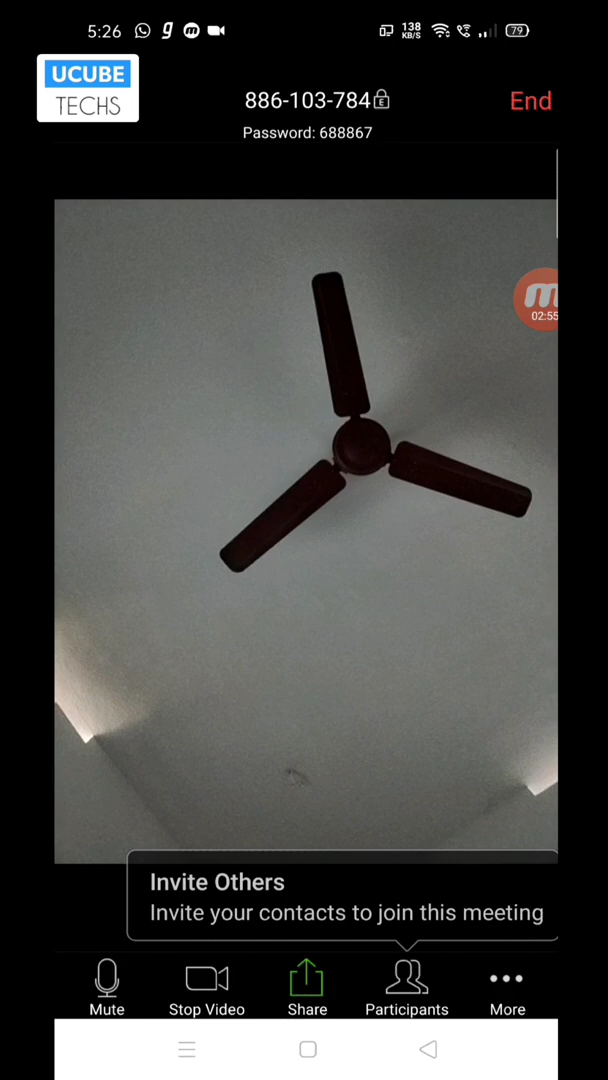 5:26
138
KB/S
79
UCUBE
TECHS
886-103-784
End
Password: 688867
02:55
Invite Others
Invite your contacts to join this meeting
Mute
Stop Video
Share
Participants
More